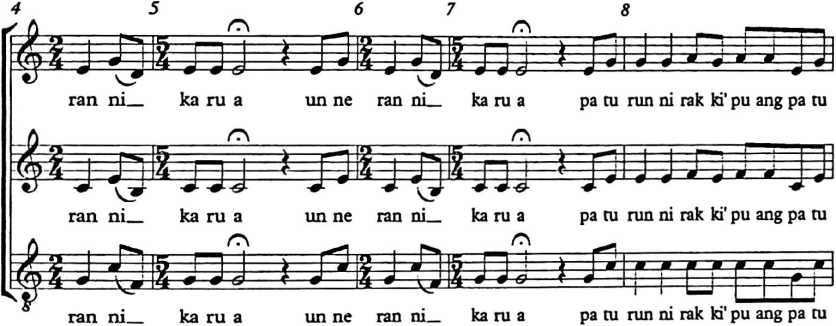 4 5 6 7 8
ran ni_ ka ru a un ne ran ni_ ka ru a pa tu run ni rak ki' pu ang pa tu
ran ni_ ka ru a un ne ran ni_ ka ru a pa tu run ni rak ki' pu ang pa tu
8
ran ni_ ka ru a un ne ran ni_ ka ru a pa tu run ni rak ki' pu ang pa tu